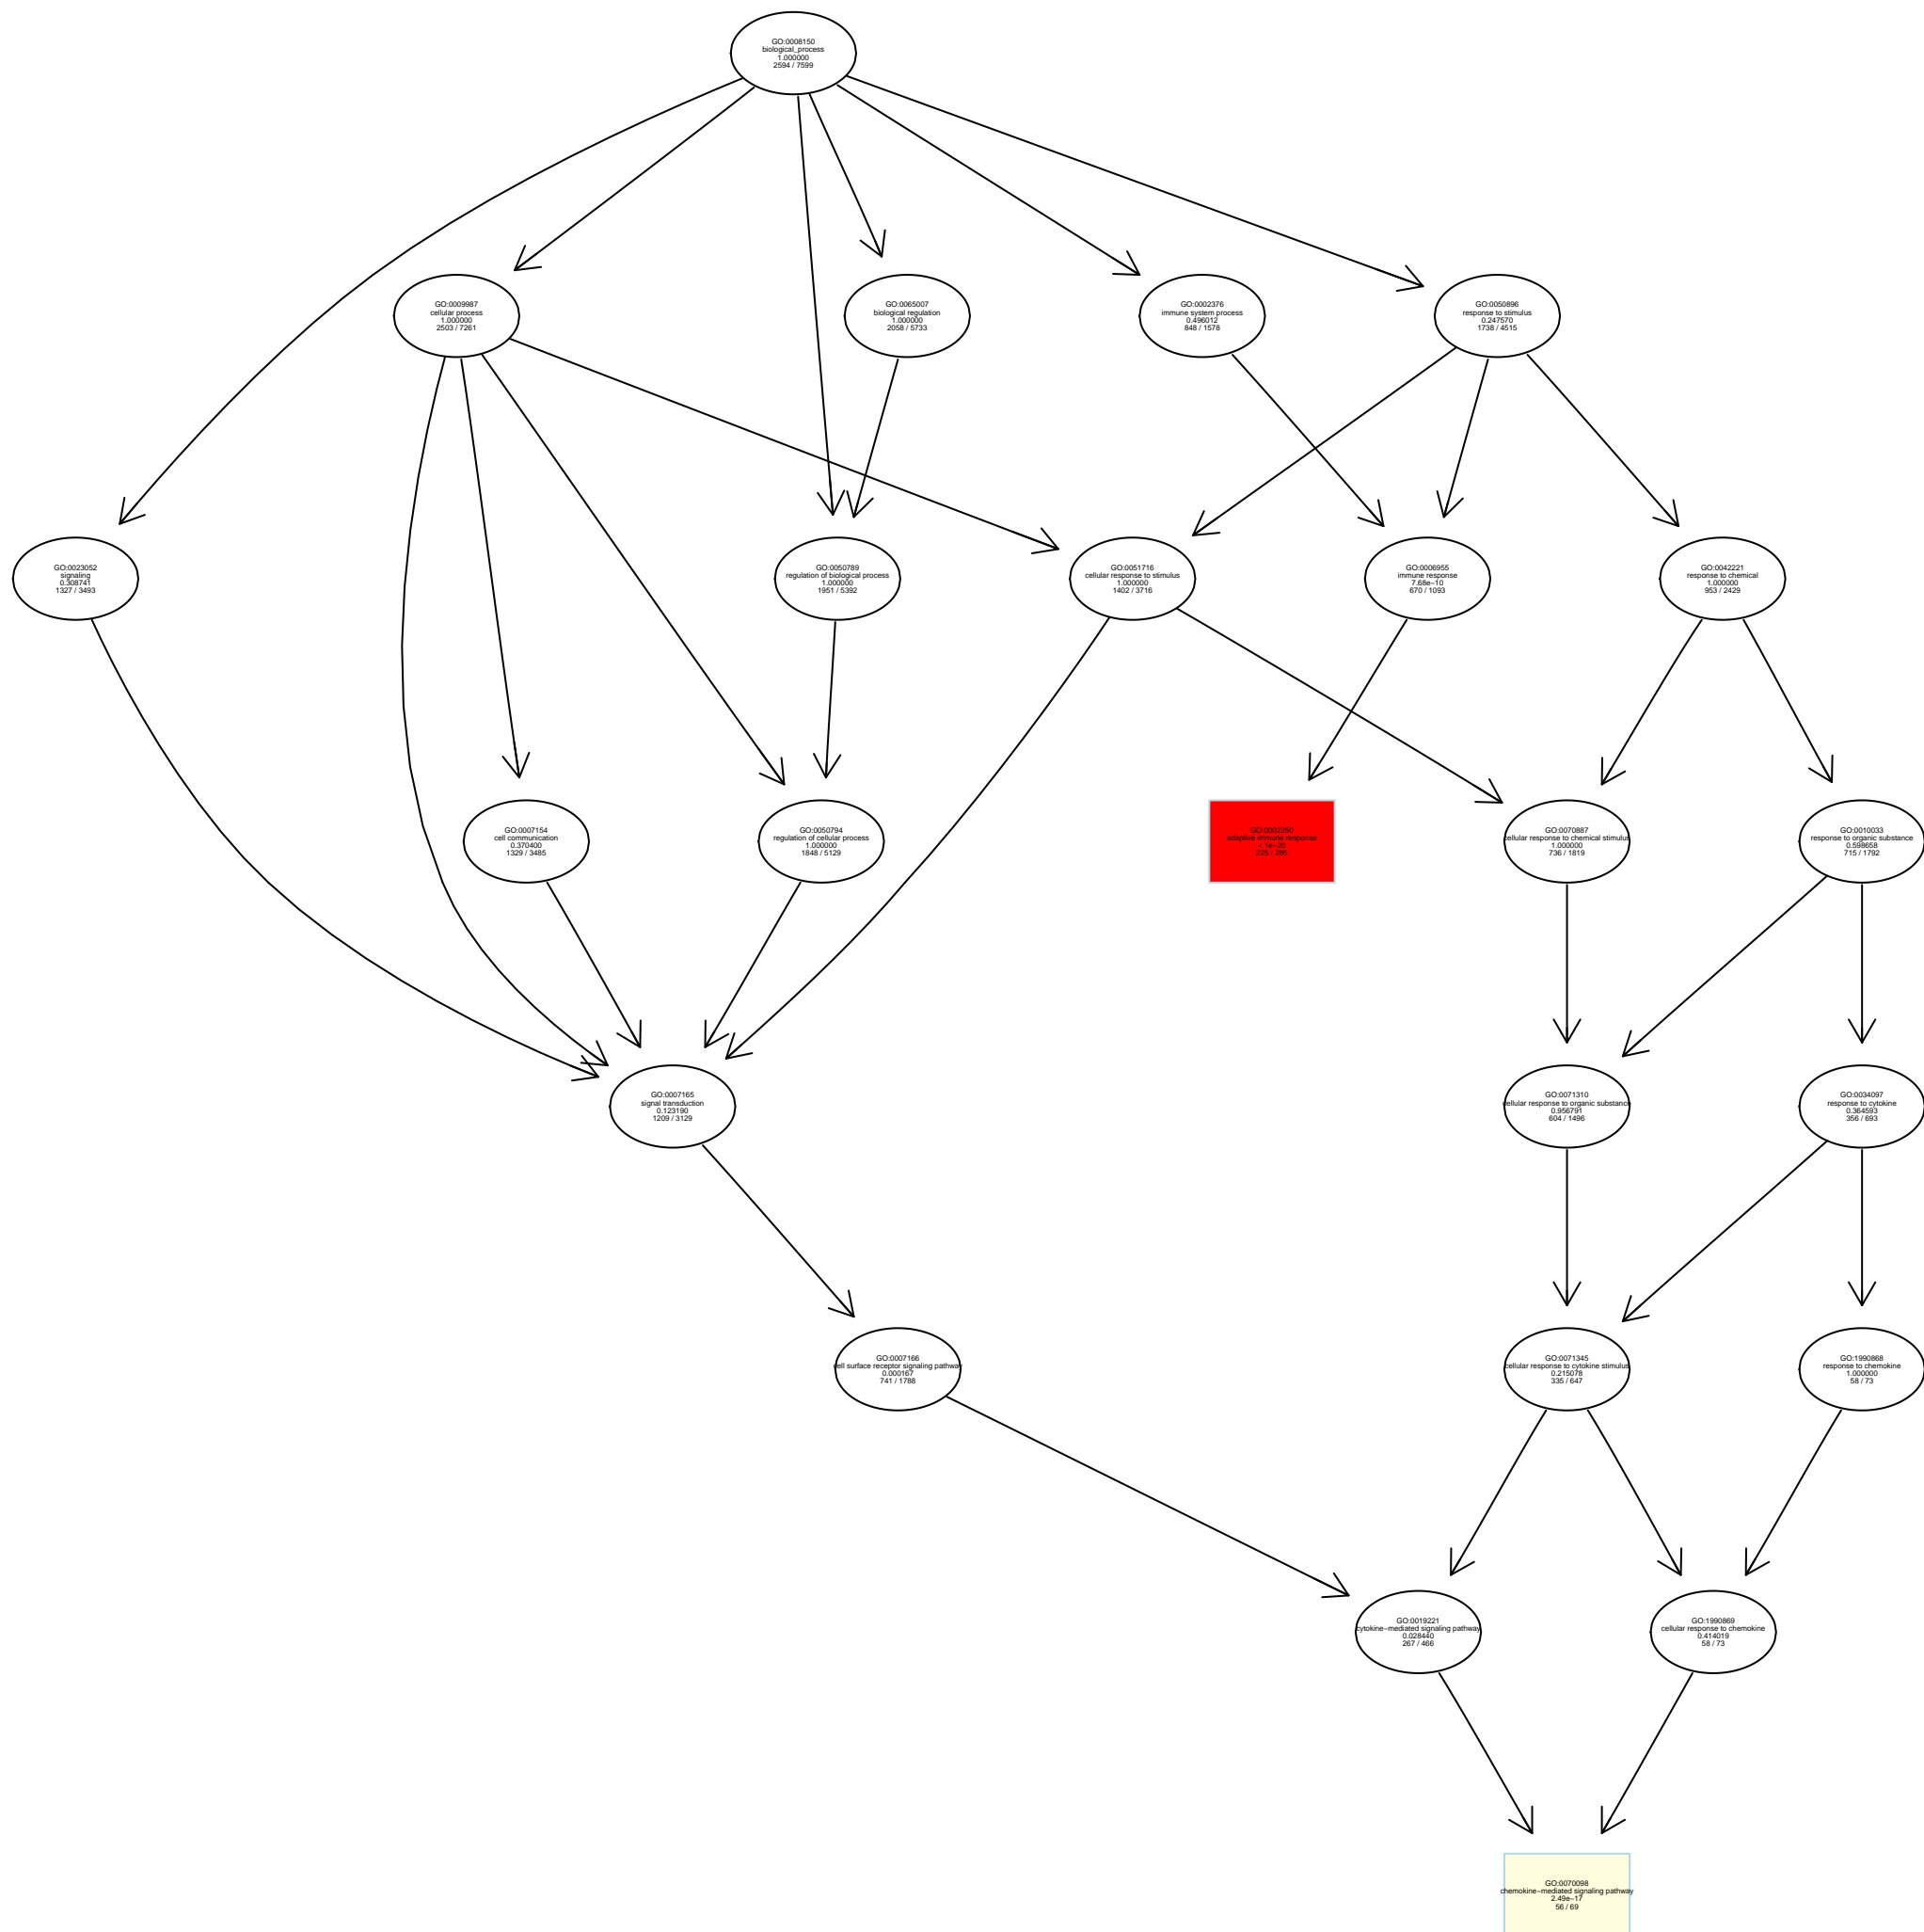 GO:0008150
biological_process
1.000000
2594 / 7599
GO:0009987
cellular process
1.000000
2503 / 7261
GO:0065007
biological regulation
1.000000
2058 / 5733
GO:0002376
immune system process
0.496012
848 / 1578
GO:0050896
response to stimulus
0.247570
1738 / 4515
GO:0023052
signaling
0.308741
1327 / 3493
GO:0050789
regulation of biological process
1.000000
1951 / 5392
GO:0051716
cellular response to stimulus
1.000000
1402 / 3716
GO:0006955
immune response
7.68e−10
670 / 1093
GO:0042221
response to chemical
1.000000
953 / 2429
GO:0007154
cell communication
0.370400
1329 / 3485
GO:0050794
regulation of cellular process
1.000000
1848 / 5129
GO:0002250
adaptive immune response
< 1e−20
225 / 285
GO:0070887
cellular response to chemical stimulus
1.000000
736 / 1819
GO:0010033
response to organic substance
0.598658
715 / 1792
GO:0007165
signal transduction
0.123190
1209 / 3129
GO:0071310
cellular response to organic substance
0.956791
604 / 1496
GO:0034097
response to cytokine
0.364593
356 / 693
GO:0007166
cell surface receptor signaling pathway
0.000167
741 / 1788
GO:0071345
cellular response to cytokine stimulus
0.215078
335 / 647
GO:1990868
response to chemokine
1.000000
58 / 73
GO:0019221
cytokine−mediated signaling pathway
0.028440
267 / 466
GO:1990869
cellular response to chemokine
0.414019
58 / 73
GO:0070098
chemokine−mediated signaling pathway
2.49e−17
56 / 69